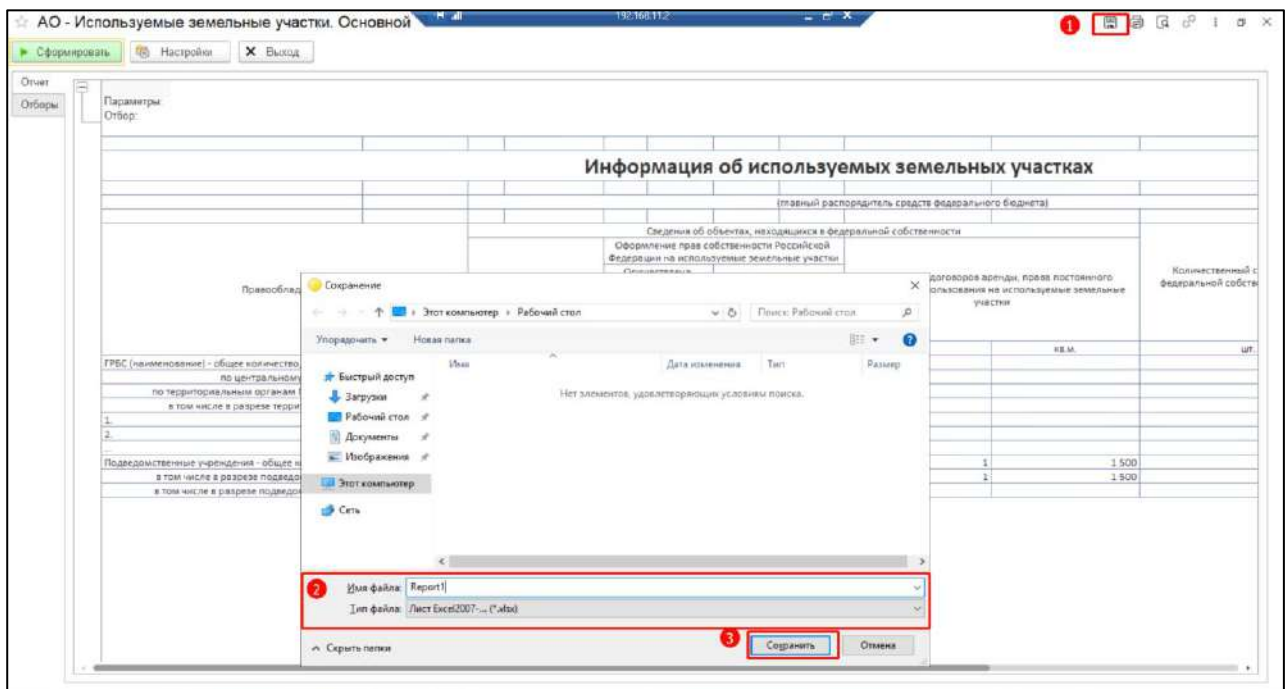 АО - Используемые земельные участки. Основной
192.168.11.2
1
Сформировать
Настройки
Выход
Отчет
Отборы
Параметры:
Отбор:
Информация об используемых земельных участках
(главный распорядитель средств федерального бюджета)
Сведения об объектах, находящихся в федеральной собственности
Оформление прав собственности Российской
Федерации на используемые земельные участки
договоров аренды, права постоянного
пользования на используемые земельные
участки
Количественный с
федеральной собств
Правооблад
кв.м.
шт.
ГРБС (наименование) - общее количество,
по центральному
по территориальным органам
в том числе в разрезе терри
1.
2.
...
Подведомственные учреждения - общее
1
1 500
в том числе в разрезе подведо
1
1 500
в том числе в разрезе подведо
Сохранение
Этот компьютер
Рабочий стол
Поиск: Рабочий стол
Упорядочить
Новая папка
Имя
Дата изменения
Тип
Размер
Нет элементов, удовлетворяющих условиям поиска.
Быстрый доступ
Загрузки
Рабочий стол
Документы
Изображения
Этот компьютер
Сеть
2
Имя файла:
Report1
Тип файла:
Лист Excel2007-... (*.xlsx)
Скрыть папки
3
Сохранить
Отмена